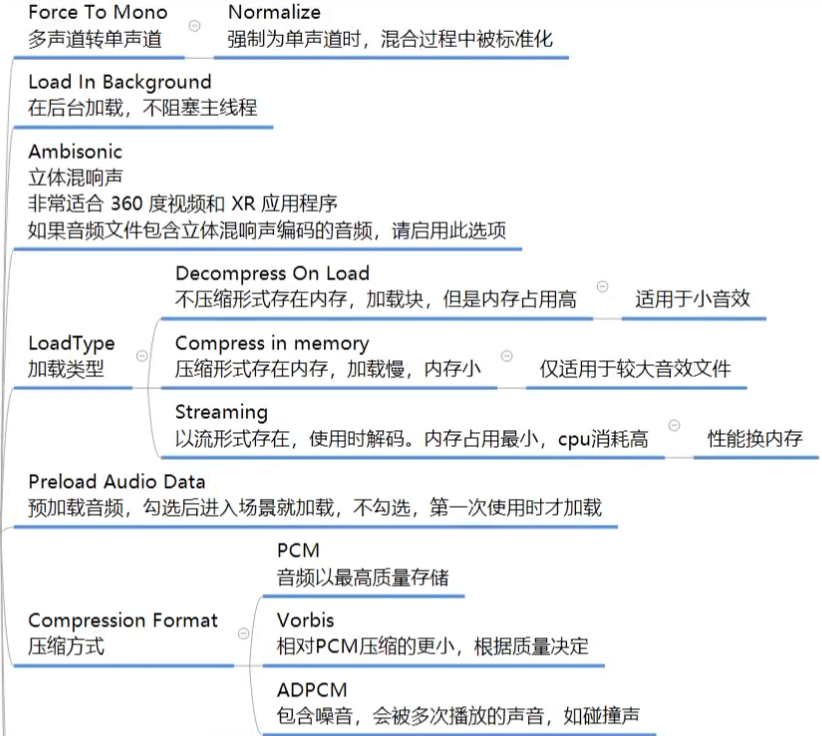 Force To Mono
多声道转单声道
Normalize
强制为单声道时，混合过程中被标准化
Load In Background
在后台加载，不阻塞主线程
Ambisonic
立体混响声
非常适合 360 度视频和 XR 应用程序
如果音频文件包含立体混响声编码的音频，请启用此选项
LoadType
加载类型
Decompress On Load
不压缩形式存在内存，加载块，但是内存占用高
适用于小音效
Compress in memory
压缩形式存在内存，加载慢，内存小
仅适用于较大音效文件
Streaming
以流形式存在，使用时解码。内存占用最小，cpu消耗高
性能换内存
Preload Audio Data
预加载音频，勾选后进入场景就加载，不勾选，第一次使用时才加载
Compression Format
压缩方式
PCM
音频以最高质量存储
Vorbis
相对PCM压缩的更小，根据质量决定
ADPCM
包含噪音，会被多次播放的声音，如碰撞声